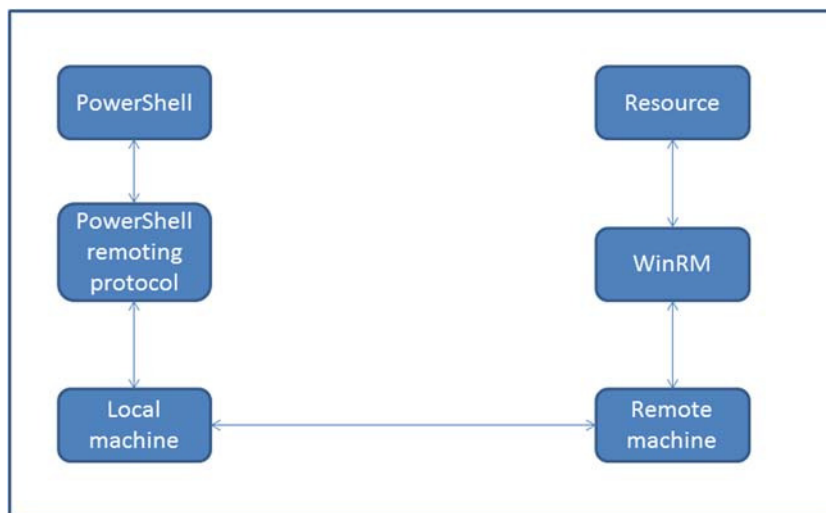 PowerShell
PowerShell
remoting
protocol
Local
machine
Resource
WinRM
Remote
machine